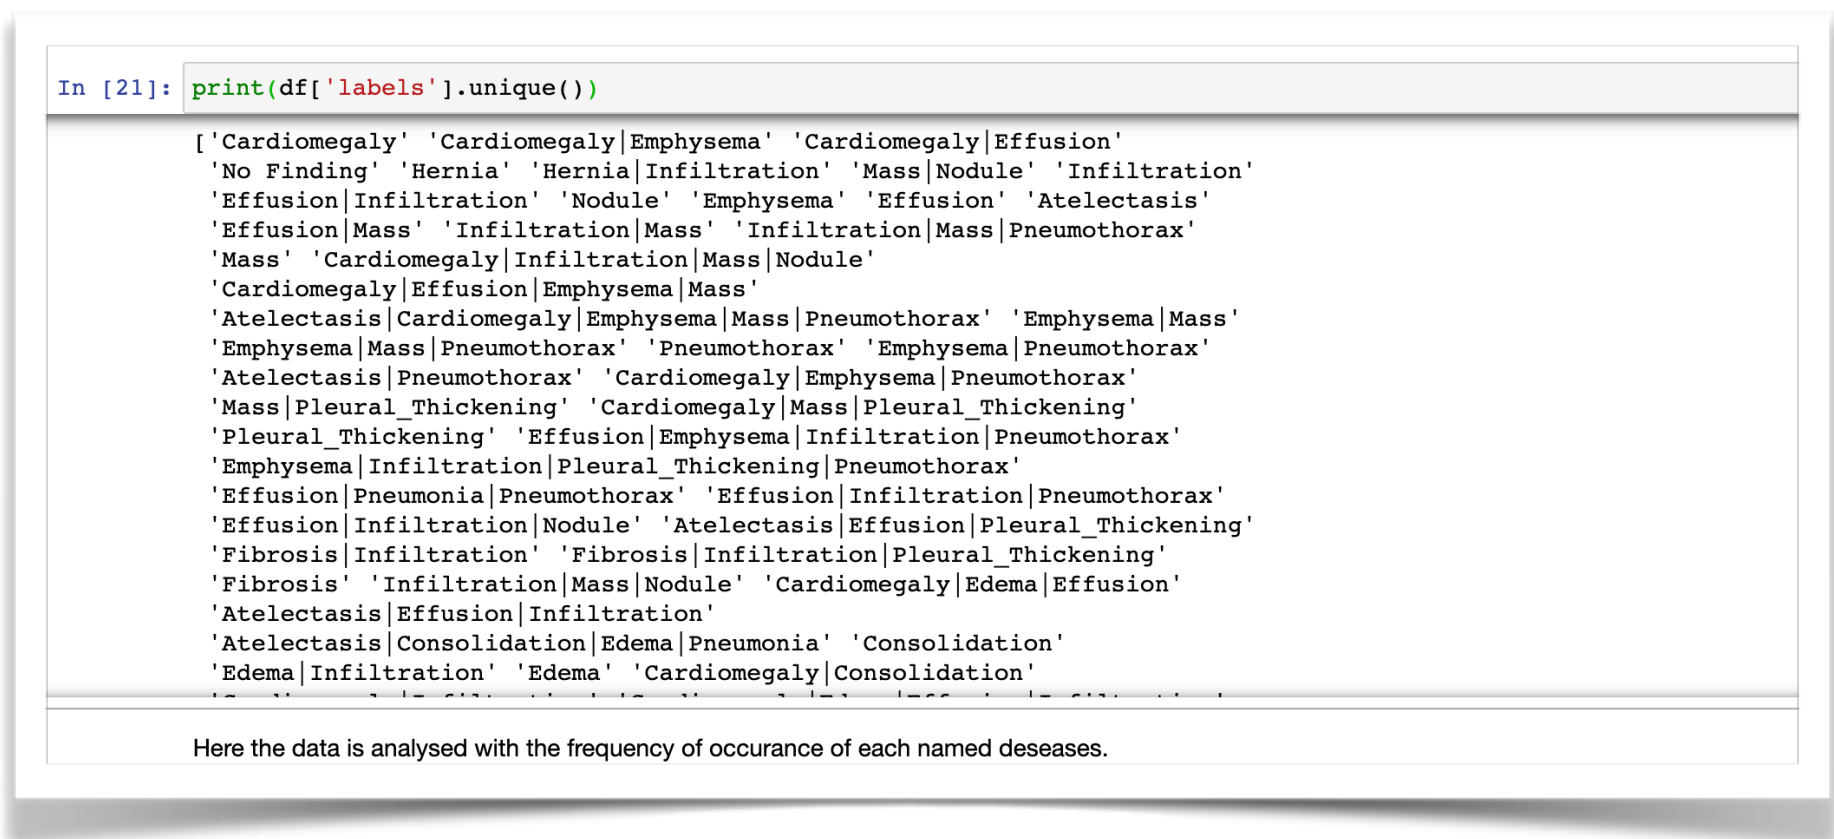 In [21]: print(df['labels'].unique())
['Cardiomegaly' 'Cardiomegaly|Emphysema' 'Cardiomegaly|Effusion'
'No Finding' 'Hernia' 'Hernia|Infiltration' 'Mass|Nodule' 'Infiltration'
'Effusion|Infiltration' 'Nodule' 'Emphysema' 'Effusion' 'Atelectasis'
'Effusion|Mass' 'Infiltration|Mass' 'Infiltration|Mass|Pneumothorax'
'Mass' 'Cardiomegaly|Infiltration|Mass|Nodule'
'Cardiomegaly|Effusion|Emphysema|Mass'
'Atelectasis|Cardiomegaly|Emphysema|Mass|Pneumothorax' 'Emphysema|Mass'
'Emphysema|Mass|Pneumothorax' 'Pneumothorax' 'Emphysema|Pneumothorax'
'Atelectasis|Pneumothorax' 'Cardiomegaly|Emphysema|Pneumothorax'
'Mass|Pleural_Thickening' 'Cardiomegaly|Mass|Pleural_Thickening'
'Pleural_Thickening' 'Effusion|Emphysema|Infiltration|Pneumothorax'
'Emphysema|Infiltration|Pleural_Thickening|Pneumothorax'
'Effusion|Pneumonia|Pneumothorax' 'Effusion|Infiltration|Pneumothorax'
'Effusion|Infiltration|Nodule' 'Atelectasis|Effusion|Pleural_Thickening'
'Fibrosis|Infiltration' 'Fibrosis|Infiltration|Pleural_Thickening'
'Fibrosis' 'Infiltration|Mass|Nodule' 'Cardiomegaly|Edema|Effusion'
'Atelectasis|Effusion|Infiltration'
'Atelectasis|Consolidation|Edema|Pneumonia' 'Consolidation'
'Edema|Infiltration' 'Edema' 'Cardiomegaly|Consolidation'
Here the data is analysed with the frequency of occurance of each named deseases.